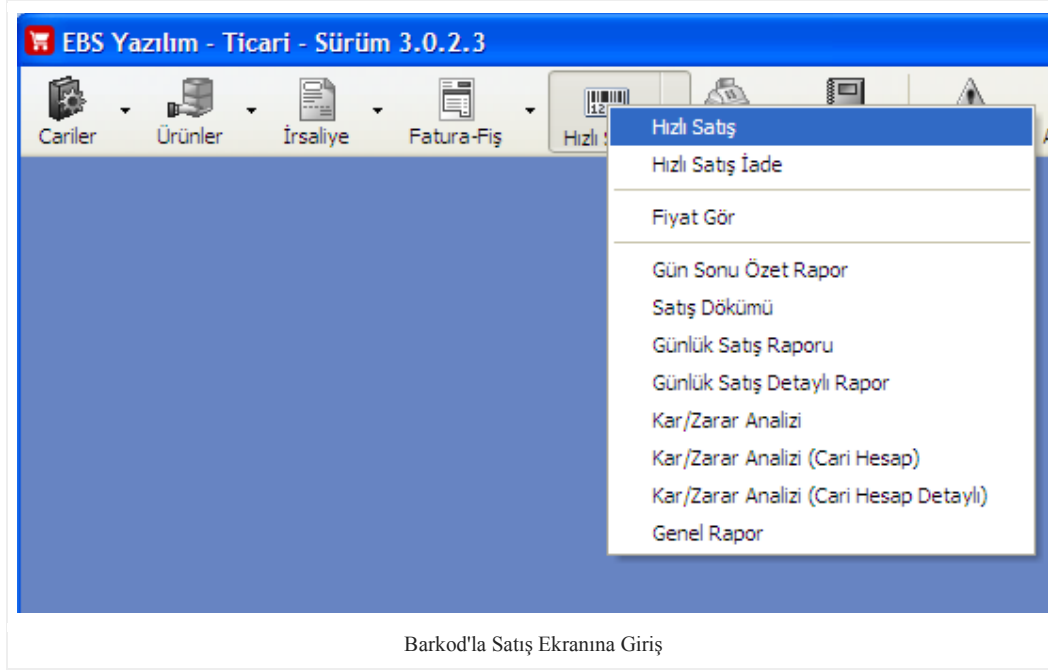 EBS Yazılım - Ticari - Sürüm 3.0.2.3
Cariler Ürünler İrsaliye Fatura-Fiş Hızlı
Hızlı Satış
Hızlı Satış İade
Fiyat Gör
Gün Sonu Özet Rapor
Satış Dökümü
Günlük Satış Raporu
Günlük Satış Detaylı Rapor
Kar/Zarar Analizi
Kar/Zarar Analizi (Cari Hesap)
Kar/Zarar Analizi (Cari Hesap Detaylı)
Genel Rapor
Barkod'la Satış Ekranına Giriş